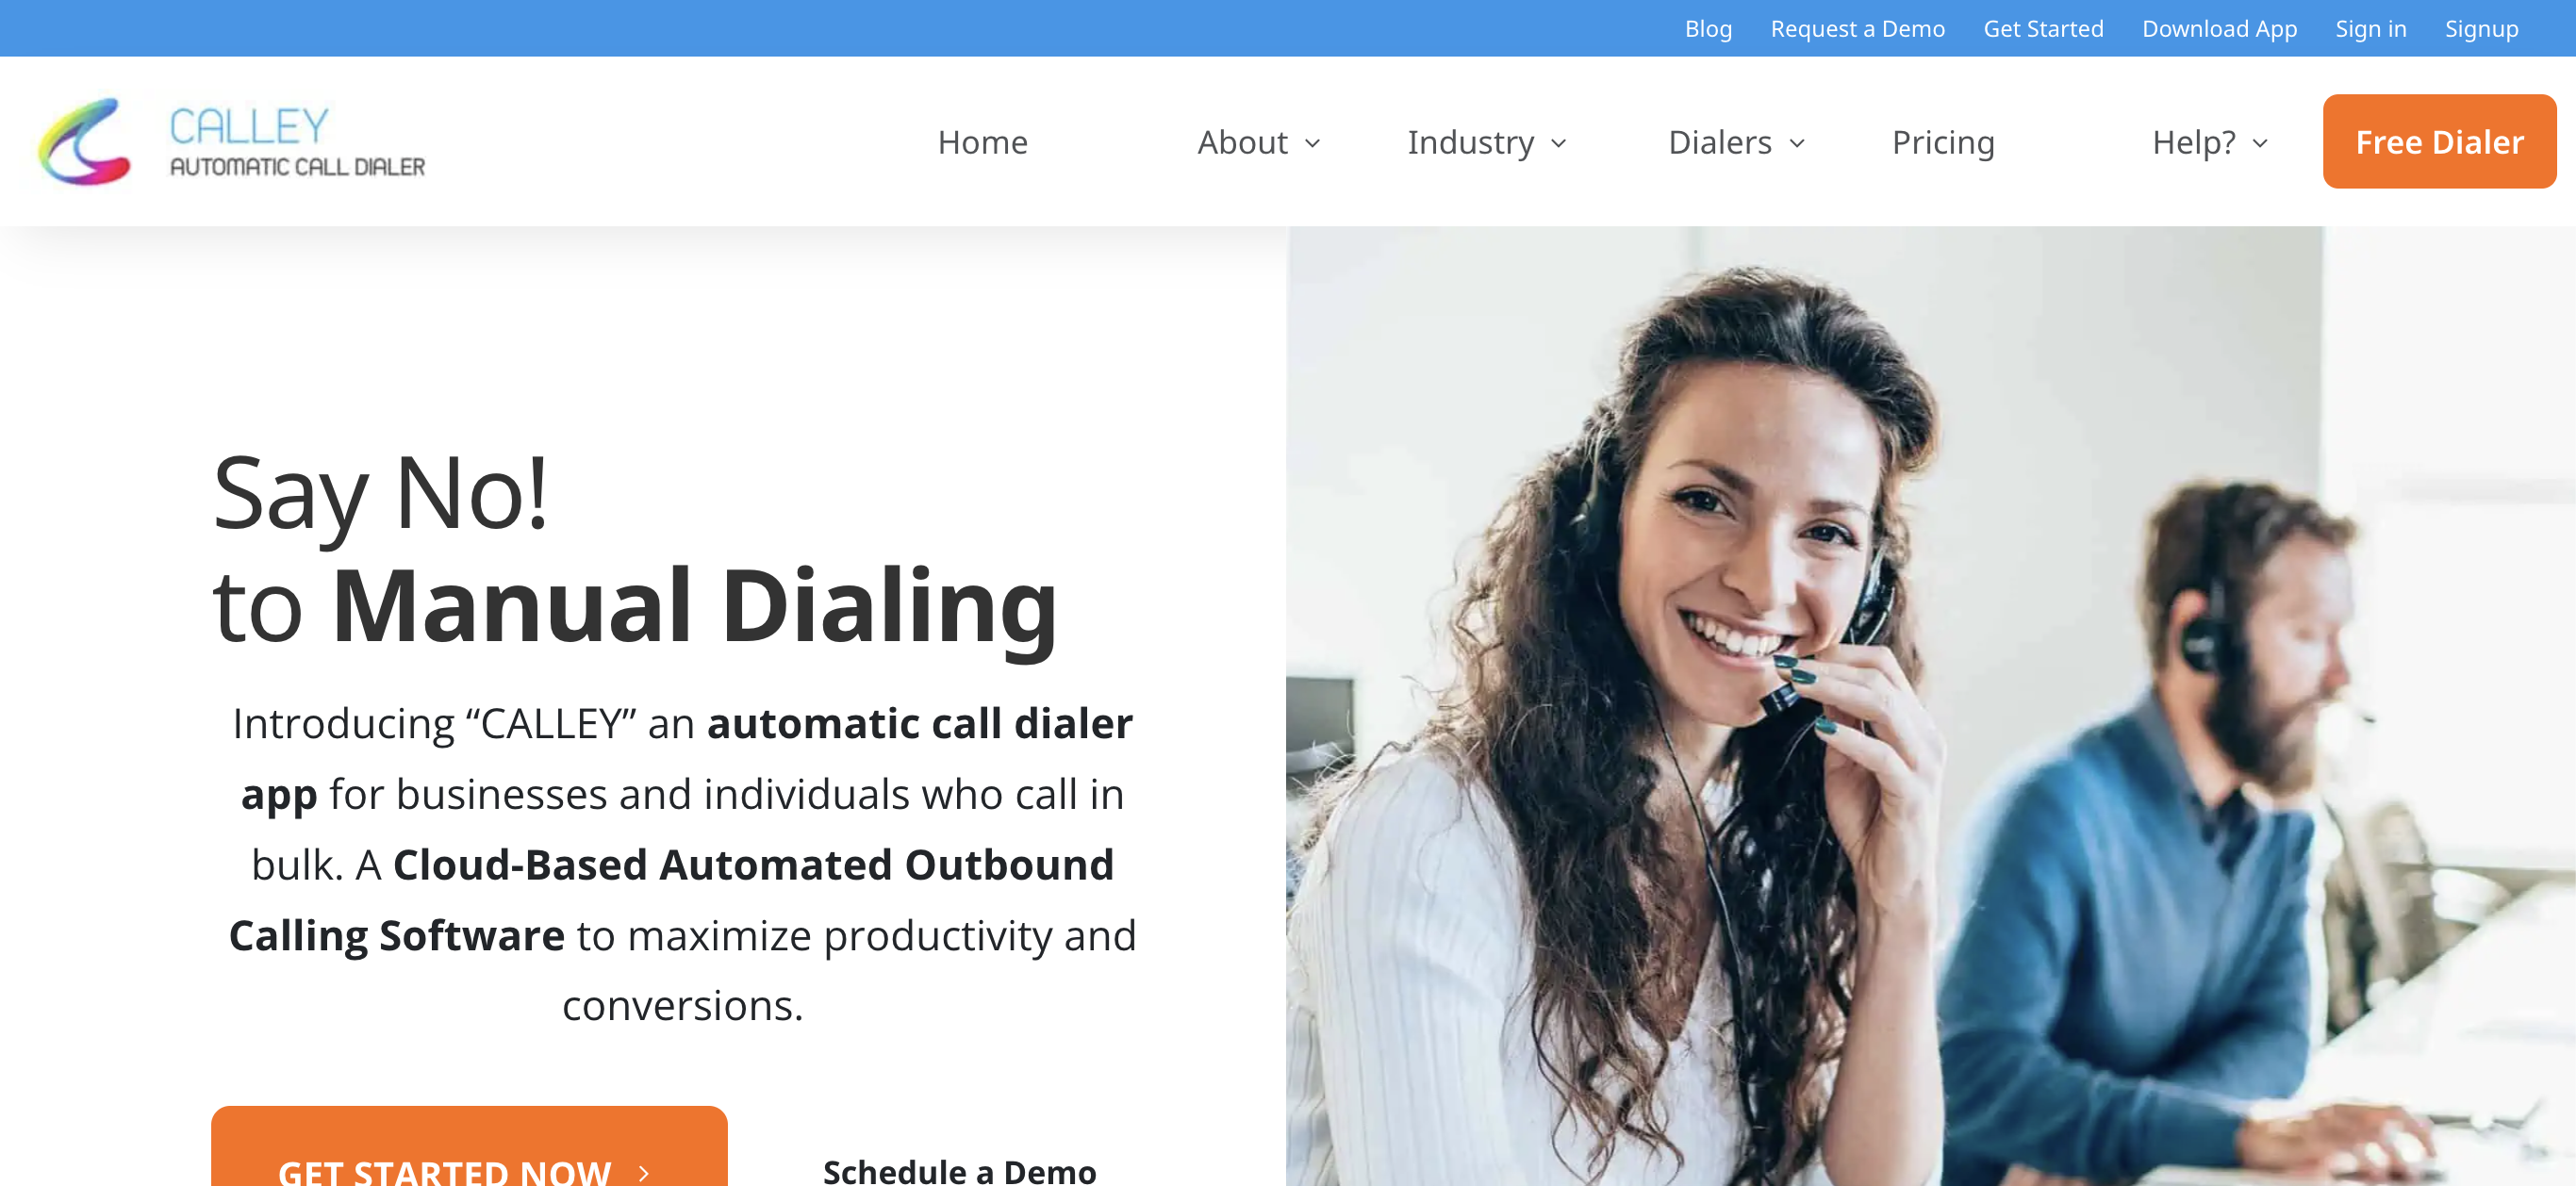 Blog Request a Demo Get Started Download App Sign in Signup
CALLEY
AUTOMATIC CALL DIALER
Home About Industry Dialers Pricing Help? Free Dialer
Say No!
to Manual Dialing
Introducing “CALLEY” an automatic call dialer
app for businesses and individuals who call in
bulk. A Cloud-Based Automated Outbound
Calling Software to maximize productivity and
conversions.
GET STARTED NOW
Schedule a Demo